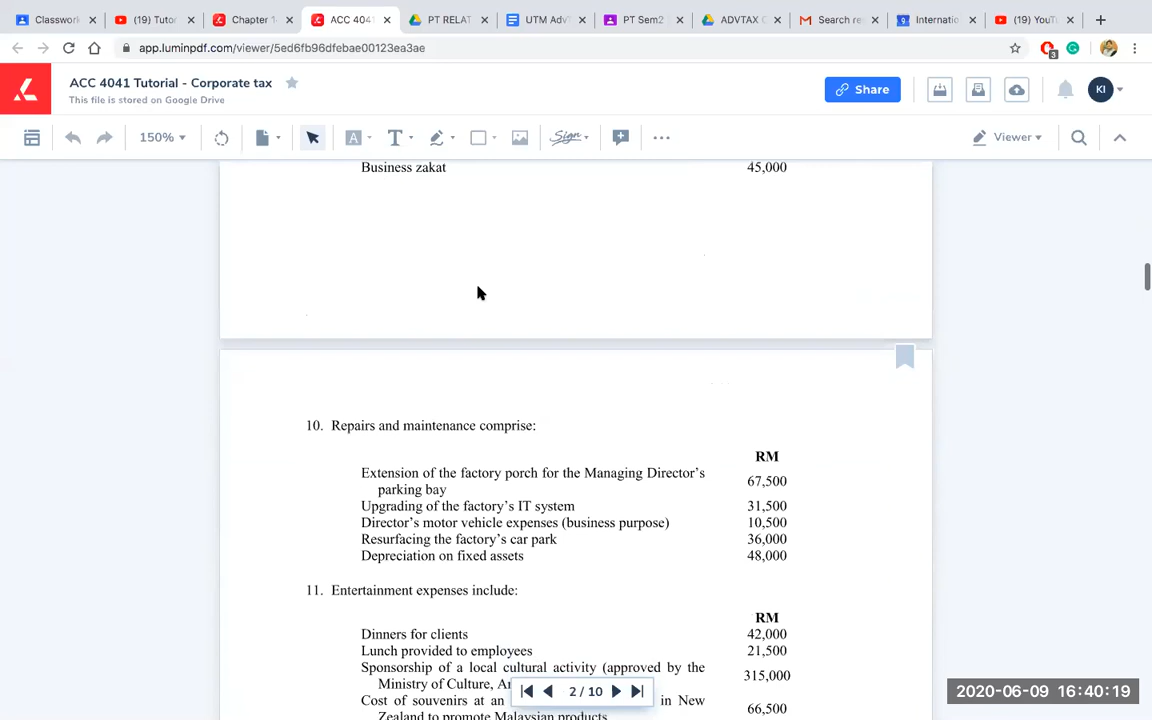 Classwork
(19) Tutor
Chapter 1
ACC 4041
PT RELAT
UTM AdvT
PT Sem2
ADVTAX C
Search re
Internatio
(19) YouTu
app.luminpdf.com/viewer/5ed6fb96dfebae00123ea3ae
3
ACC 4041 Tutorial - Corporate tax
This file is stored on Google Drive
Share
KI
150%
A
T
Sign
Viewer
Business zakat 45,000
10. Repairs and maintenance comprise:
RM
Extension of the factory porch for the Managing Director's
parking bay 67,500
Upgrading of the factory's IT system 31,500
Director's motor vehicle expenses (business purpose) 10,500
Resurfacing the factory's car park 36,000
Depreciation on fixed assets 48,000
11. Entertainment expenses include:
RM
Dinners for clients 42,000
Lunch provided to employees 21,500
Sponsorship of a local cultural activity (approved by the
Ministry of Culture, Ar 315,000
Cost of souvenirs at an in New
Zealand to promote Malaysian products 66,500
2 / 10
2020-06-09 16:40:19